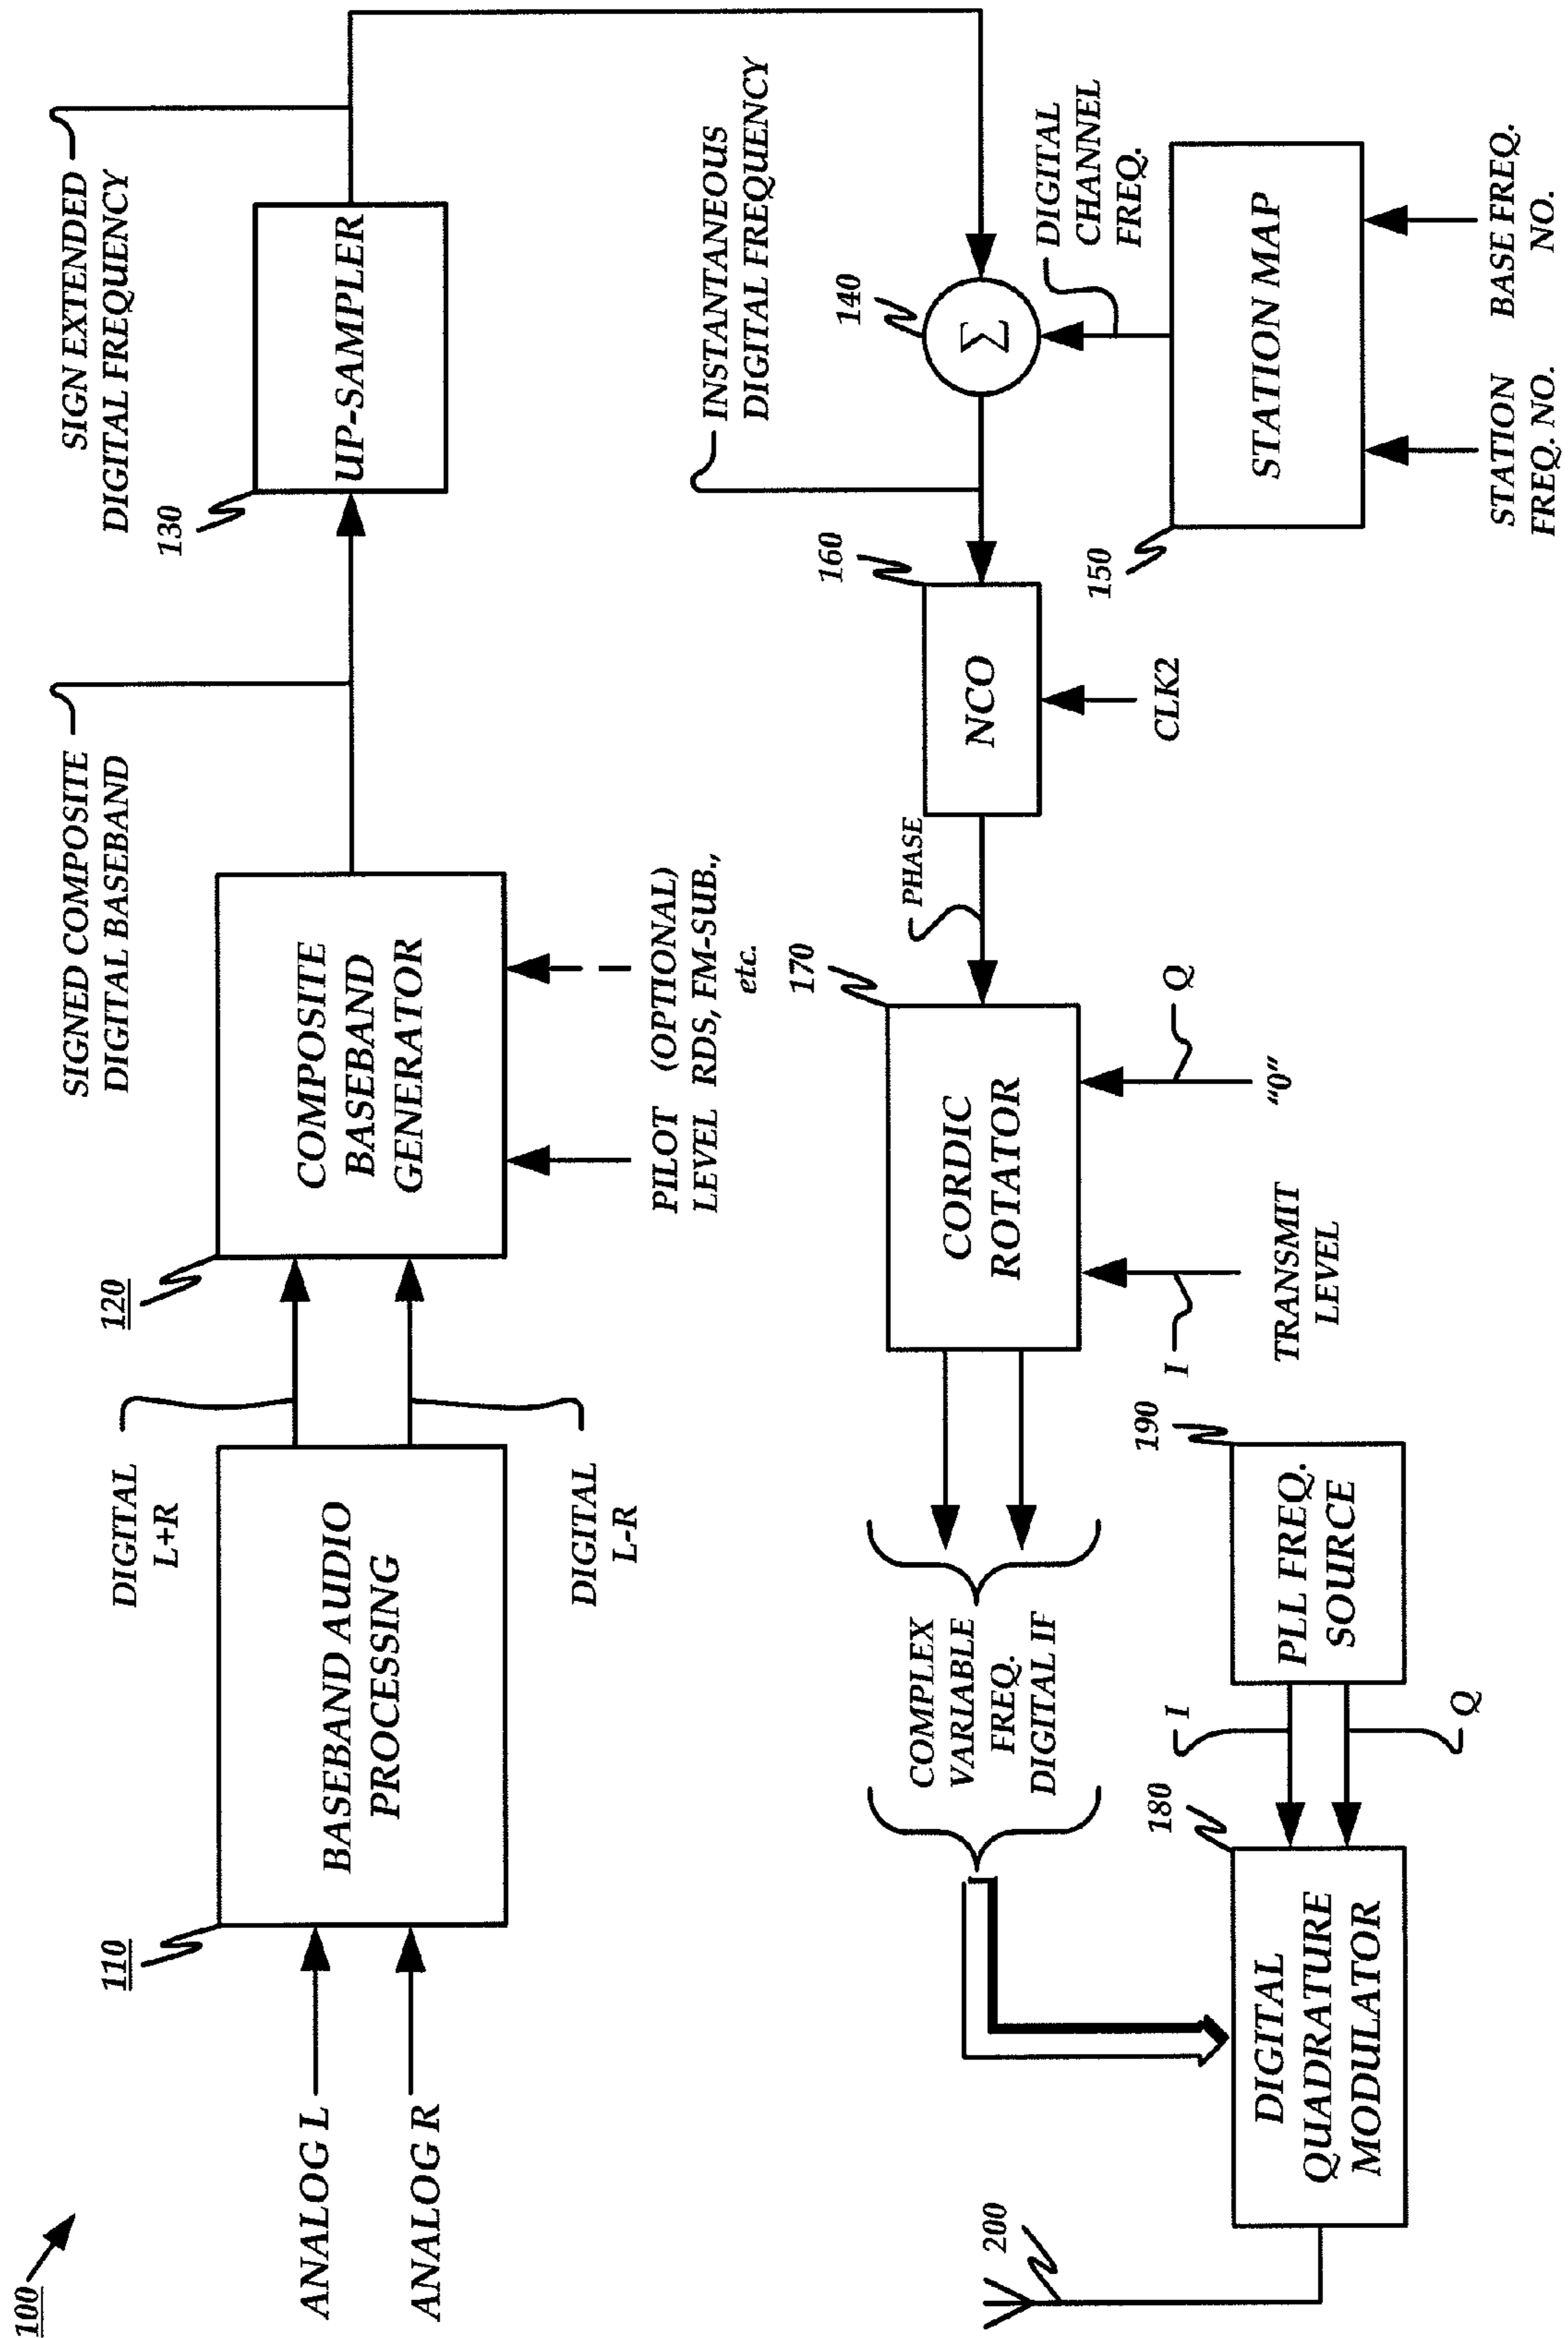 100
ANALOG L
ANALOG R
110
BASEBAND AUDIO
PROCESSING
DIGITAL
L+R
DIGITAL
L-R
120
COMPOSITE
BASEBAND
GENERATOR
PILOT
LEVEL
(OPTIONAL)
RDS, FM-SUB.,
etc.
SIGNED COMPOSITE
DIGITAL BASEBAND
130
UP-SAMPLER
SIGN EXTENDED
DIGITAL FREQUENCY
INSTANTANEOUS
DIGITAL FREQUENCY
140
Σ
DIGITAL
CHANNEL
FREQ.
150
STATION MAP
STATION
FREQ. NO.
BASE FREQ.
NO.
160
NCO
CLK2
PHASE
170
CORDIC
ROTATOR
I
TRANSMIT
LEVEL
Q
"0"
COMPLEX
VARIABLE
FREQ.
DIGITAL IF
190
PLL FREQ.
SOURCE
I
Q
180
DIGITAL
QUADRATURE
MODULATOR
200